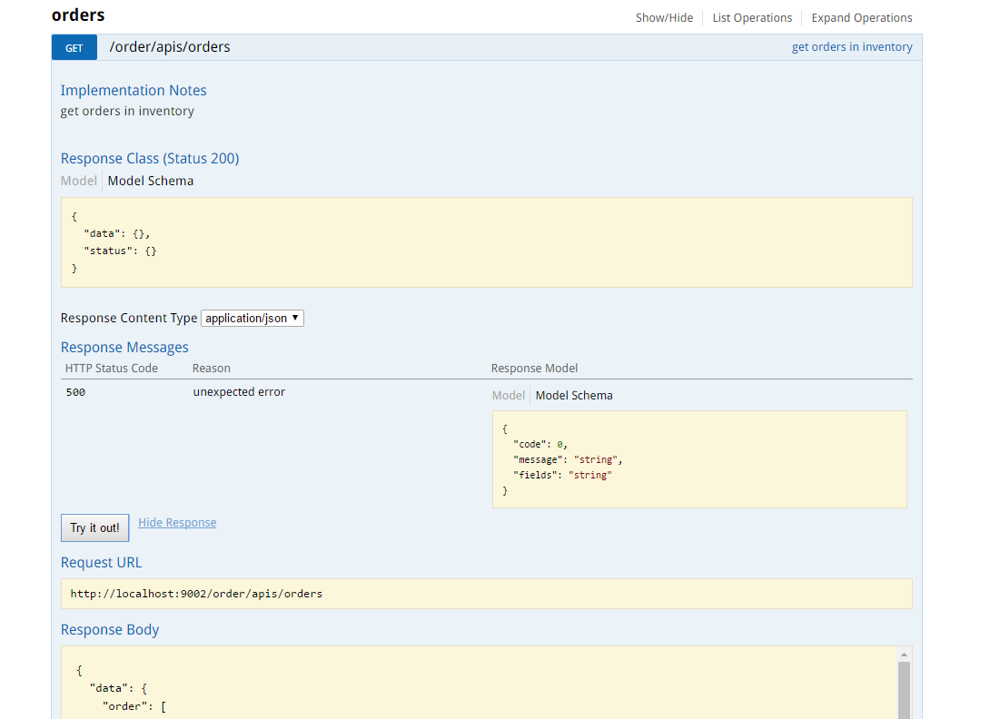 orders
Show/Hide List Operations Expand Operations
GET /order/apis/orders get orders in inventory
Implementation Notes
get orders in inventory
Response Class (Status 200)
Model Model Schema
{
"data": {},
"status": {}
}
Response Content Type application/json
Response Messages
HTTP Status Code Reason Response Model
500 unexpected error Model Model Schema
{
"code": 0,
"message": "string",
"fields": "string"
}
Try it out! Hide Response
Request URL
http://localhost:9002/order/apis/orders
Response Body
{
"data": {
"order": [